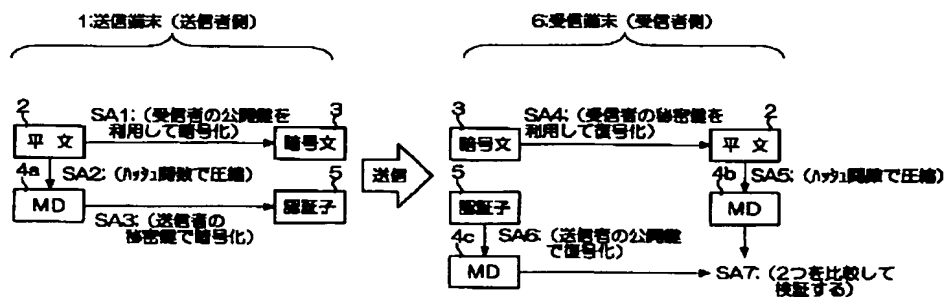 1:送信端末(送信者側)
6:受信端末(受信者側)
2
平 文
SA1:(受信者の公開鍵を
利用して暗号化)
3
暗号文
4a
SA2:(ハッシュ関数で圧縮)
MD
SA3:(送信者の
秘密鍵で暗号化)
5
認証子
送信
3
暗号文
SA4:(受信者の秘密鍵を
利用して復号化)
2
平 文
5
認証子
4b
SA5:(ハッシュ関数で圧縮)
MD
SA6:(送信者の公開鍵
で復号化)
4c
MD
SA7:(2つを比較して
検証する)